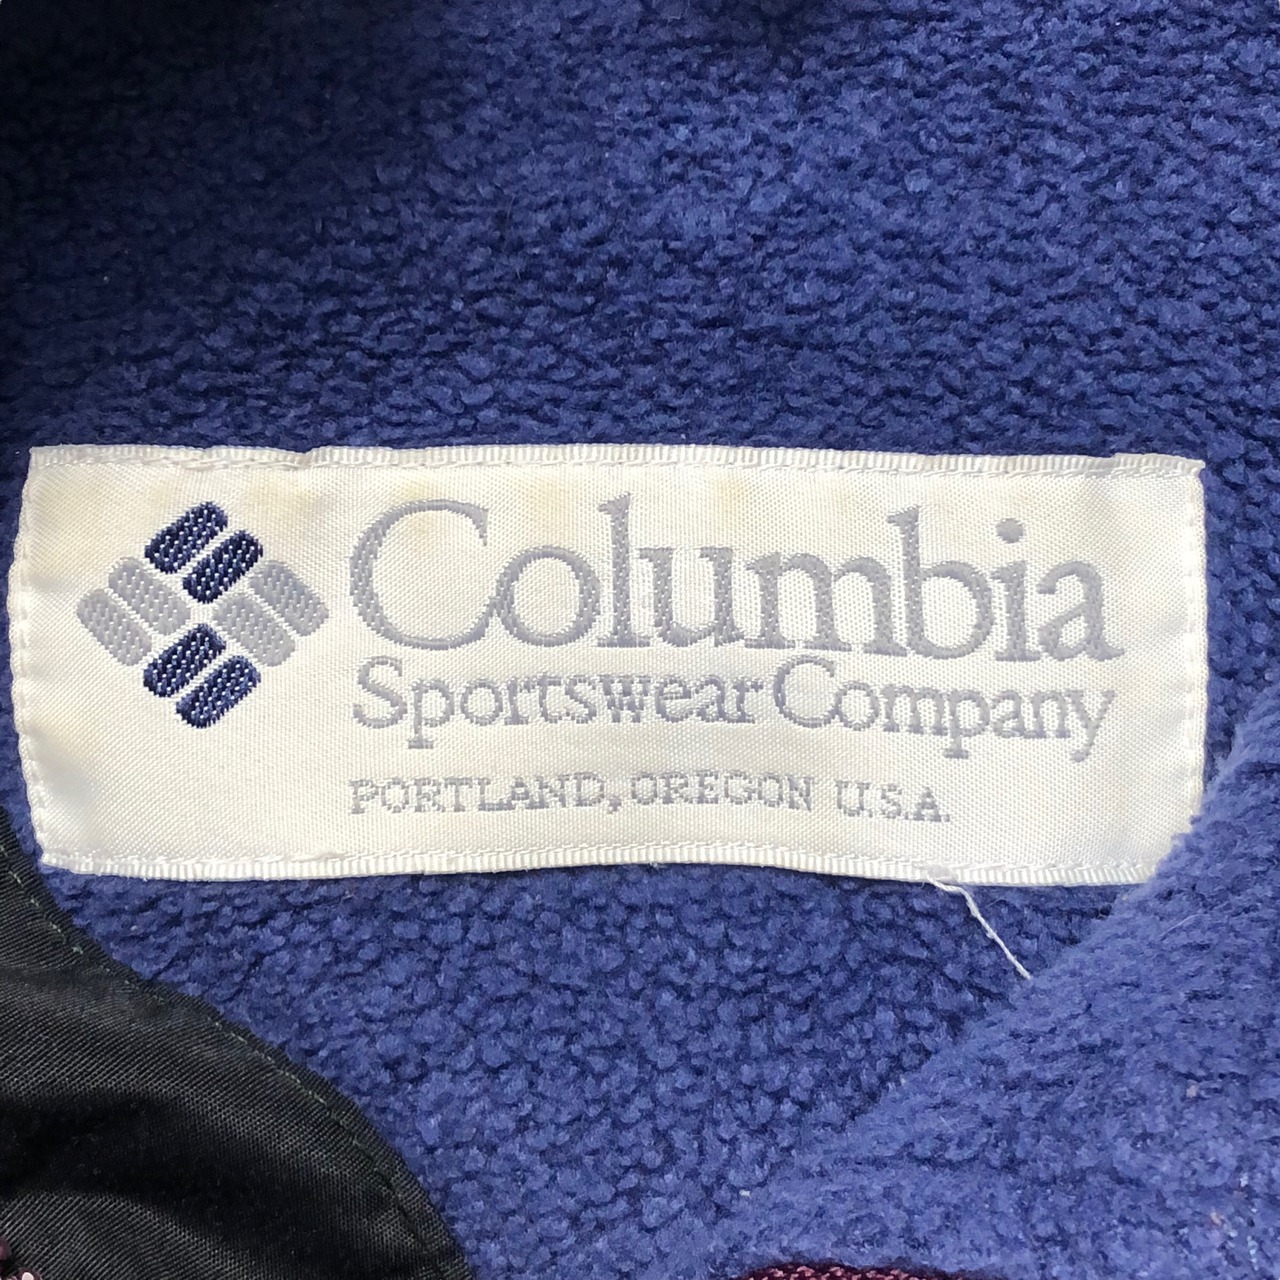 Columbia
Sportswear Company
PORTLAND, OREGON U.S.A.